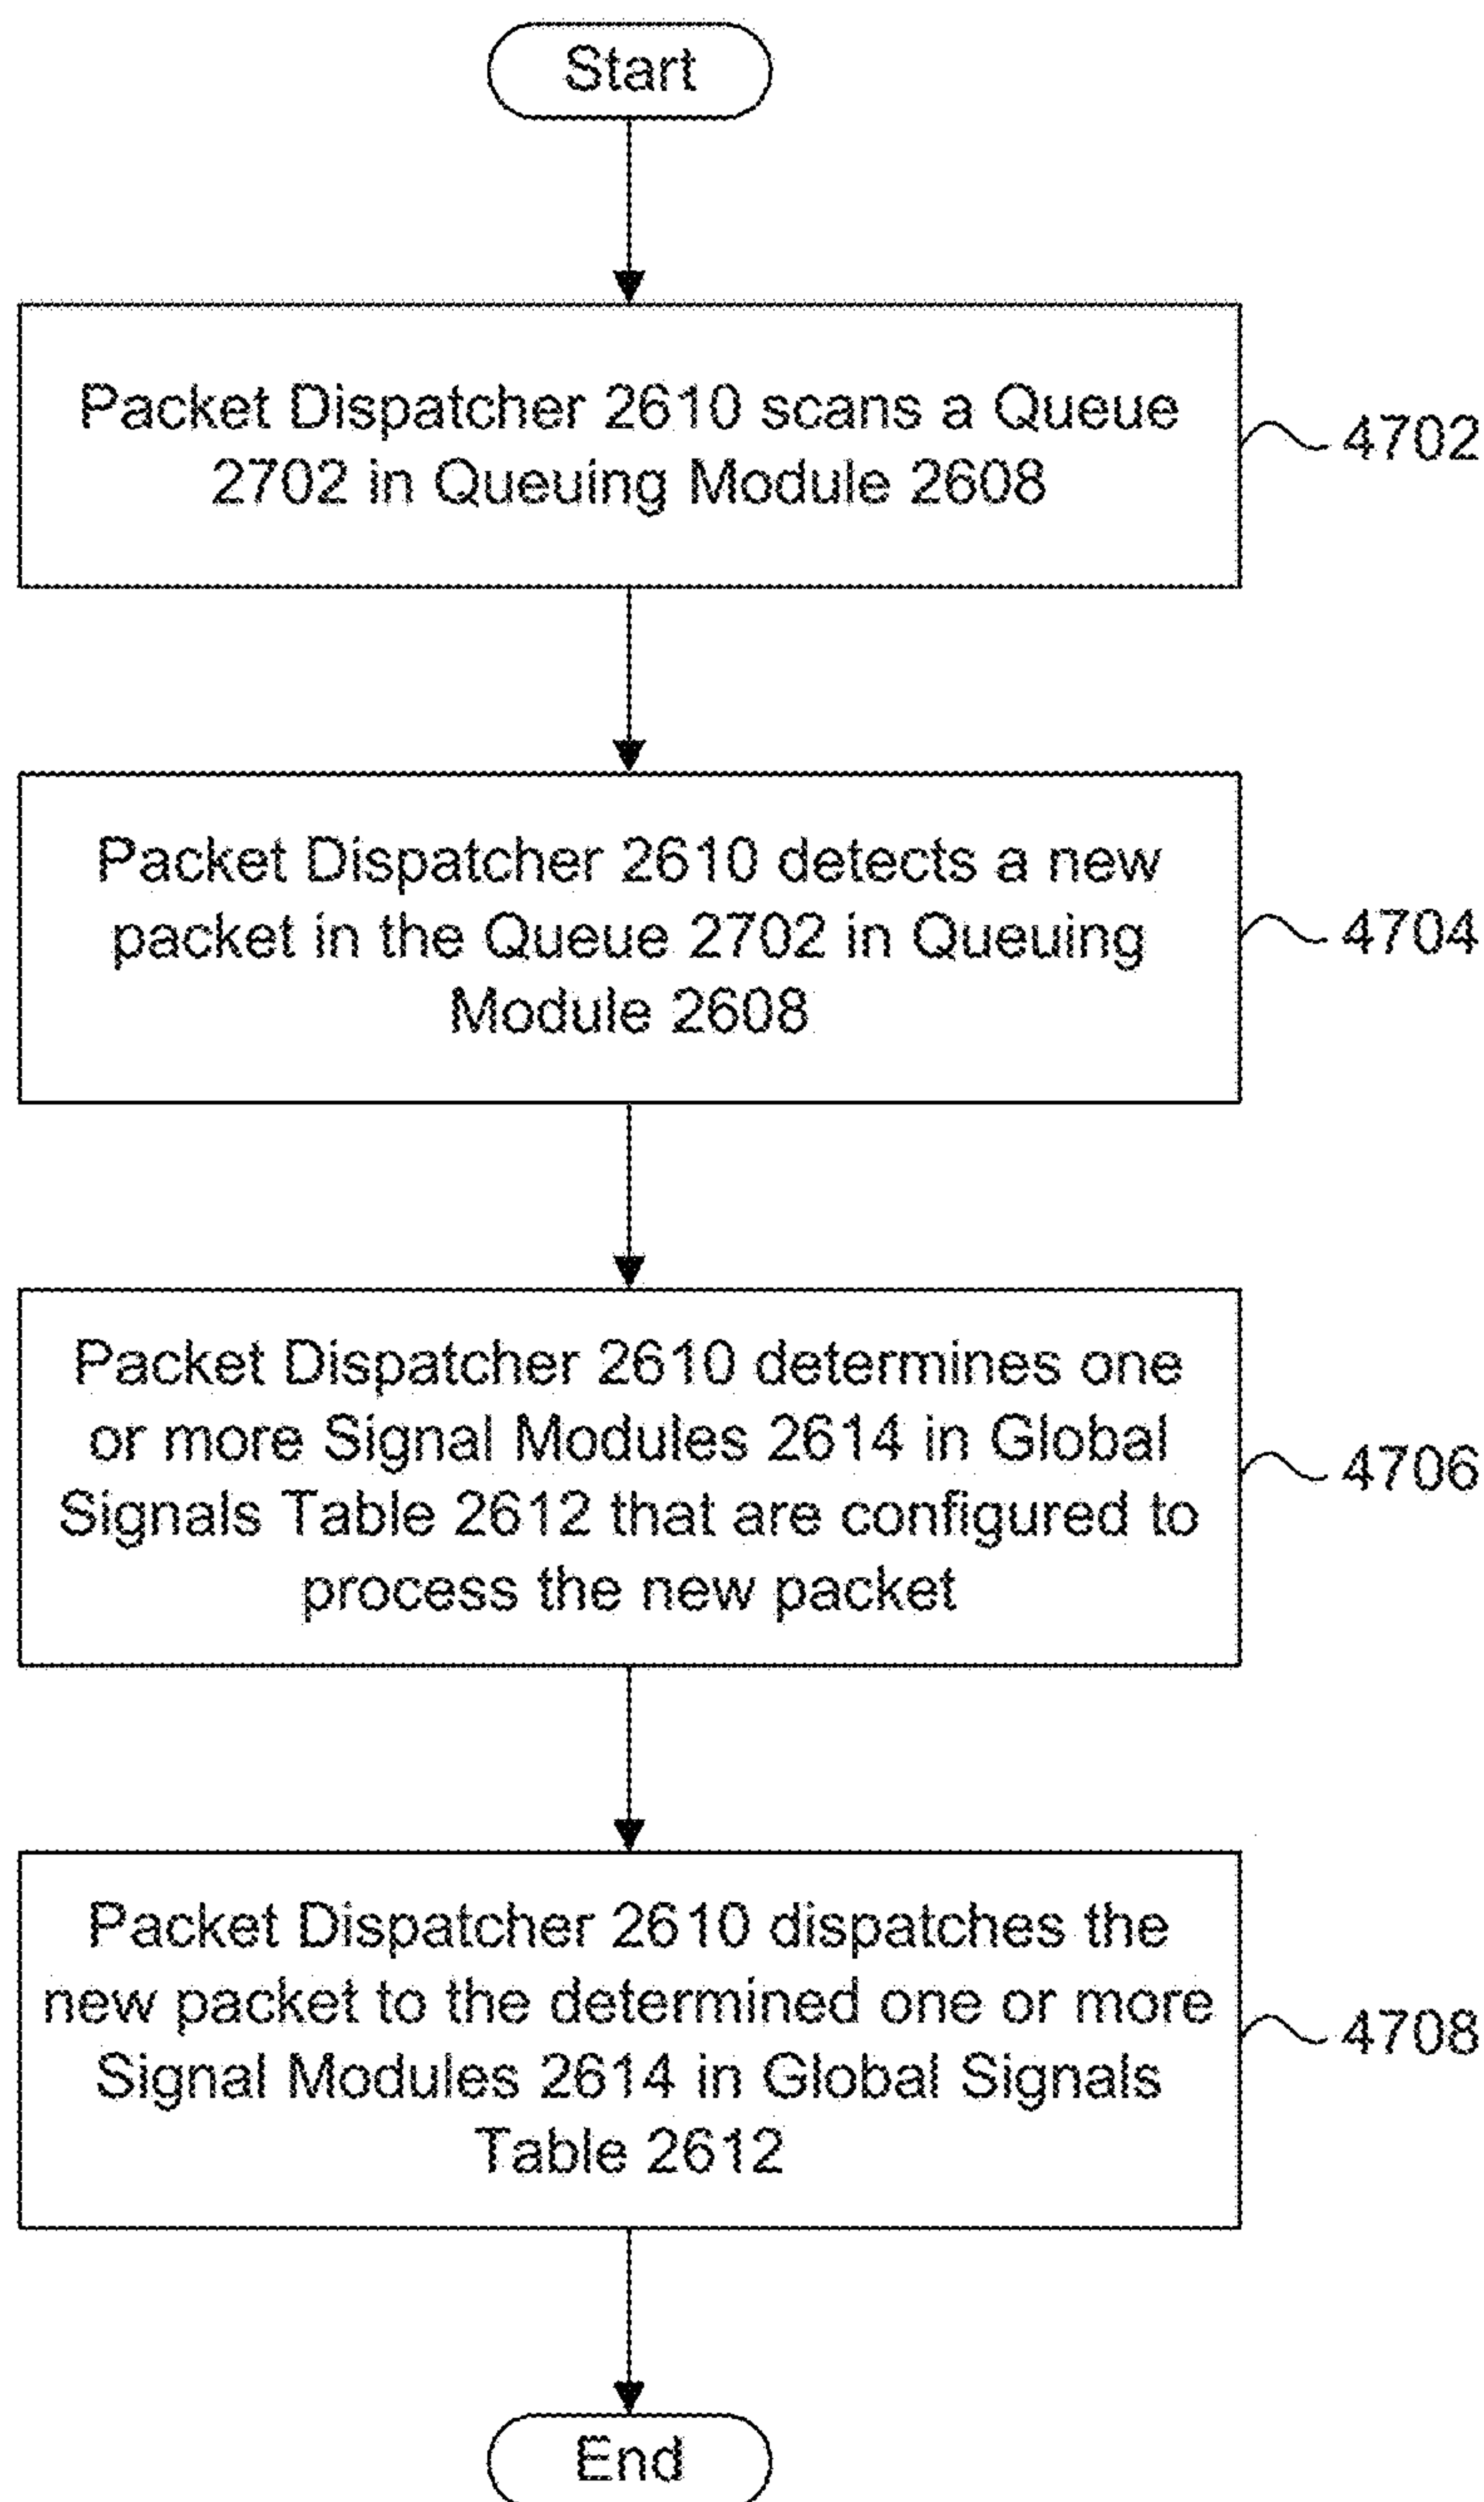 Start
Packet Dispatcher 2610 scans a Queue
2702 in Queuing Module 2608
4702
Packet Dispatcher 2610 detects a new
packet in the Queue 2702 in Queuing
Module 2608
4704
Packet Dispatcher 2610 determines one
or more Signal Modules 2614 in Global
Signals Table 2612 that are configured to
process the new packet
4706
Packet Dispatcher 2610 dispatches the
new packet to the determined one or more
Signal Modules 2614 in Global Signals
Table 2612
4708
End